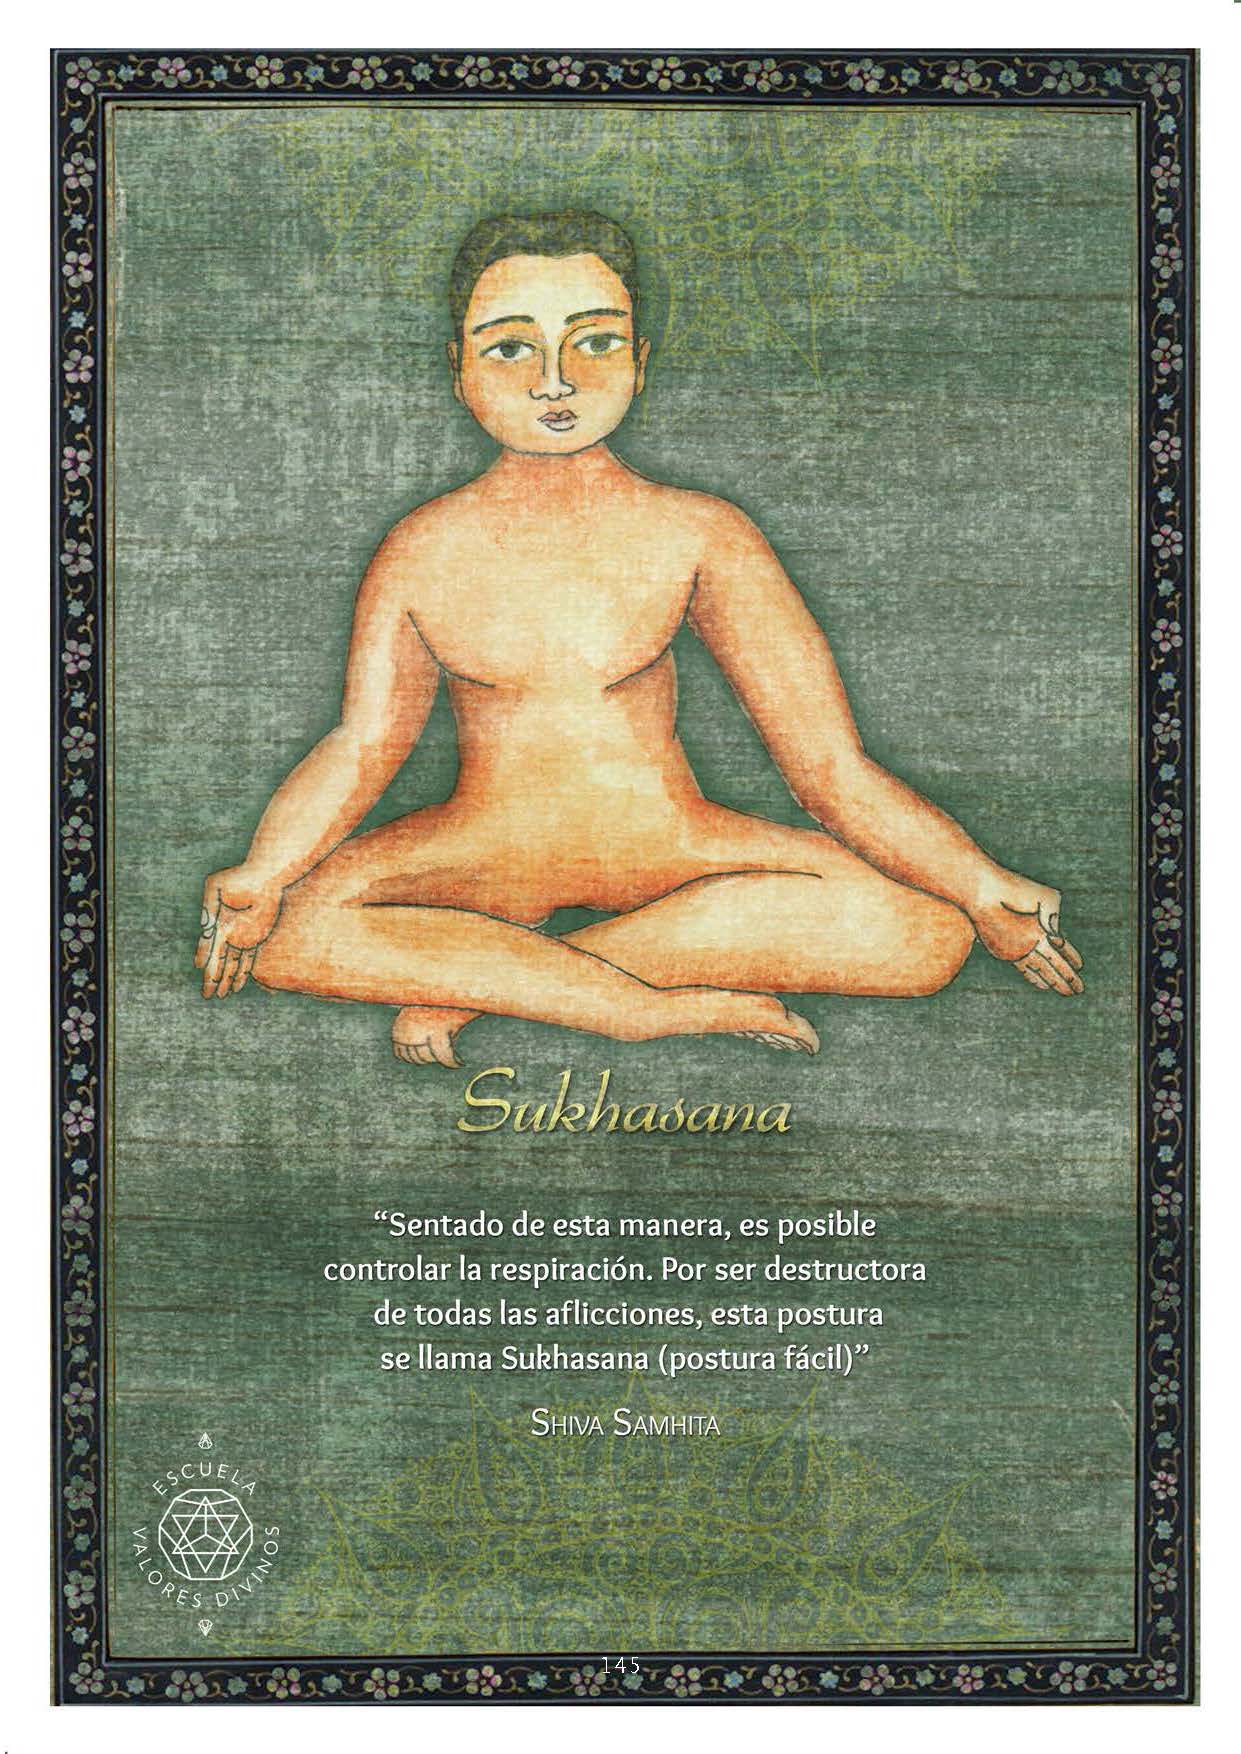 Sukhasana
“Sentado de esta manera, es posible
controlar la respiración. Por ser destructora
de todas las aflicciones, esta postura
se llama Sukhasana (postura fácil)”
Shiva Samhita
ESCUELA
VALORES DIVINOS
145